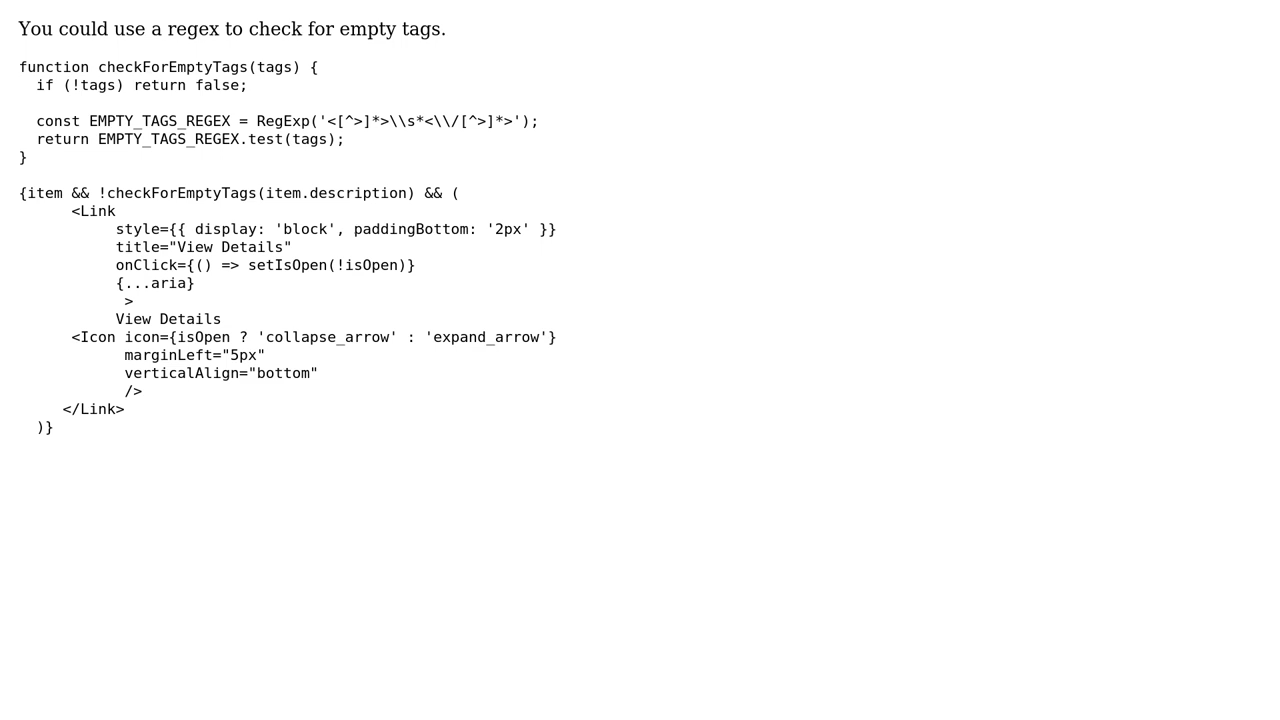 You could use a regex to check for empty tags.
function checkForEmptyTags(tags) {
  if (!tags) return false;

  const EMPTY_TAGS_REGEX = RegExp('<[^>]*>\\s*<\\/[^>]*>');
  return EMPTY_TAGS_REGEX.test(tags);
}

{item && !checkForEmptyTags(item.description) && (
      <Link
           style={{ display: 'block', paddingBottom: '2px' }}
           title="View Details"
           onClick={() => setIsOpen(!isOpen)}
           {...aria}
            >
           View Details
      <Icon icon={isOpen ? 'collapse_arrow' : 'expand_arrow'}
            marginLeft="5px"
            verticalAlign="bottom"
            />
     </Link>
  )}